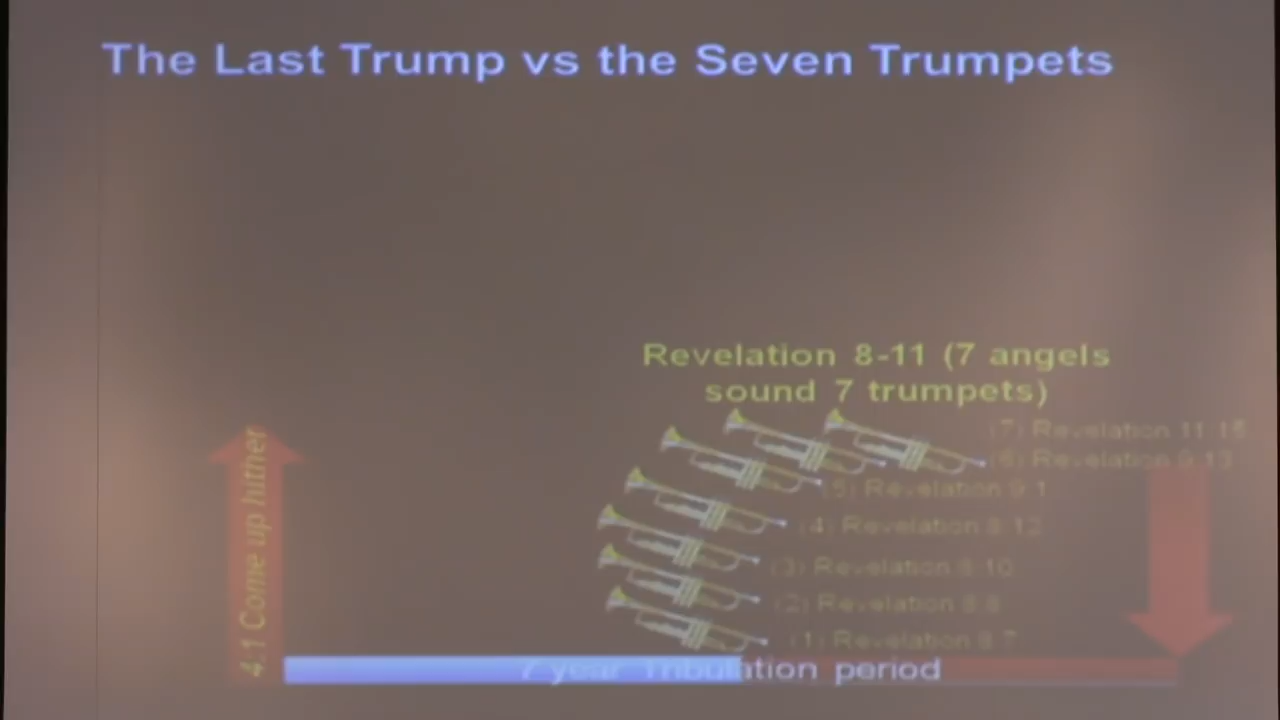 The Last Trump vs the Seven Trumpets
Revelation 8-11 (7 angels
sound 7 trumpets)
(7) Revelation 11:15
(6) Revelation 9:13
(5) Revelation 9:1
(4) Revelation 8:12
(3) Revelation 8:10
(2) Revelation 8:8
(1) Revelation 8:7
4:1 Come up hither
7 year Tribulation period